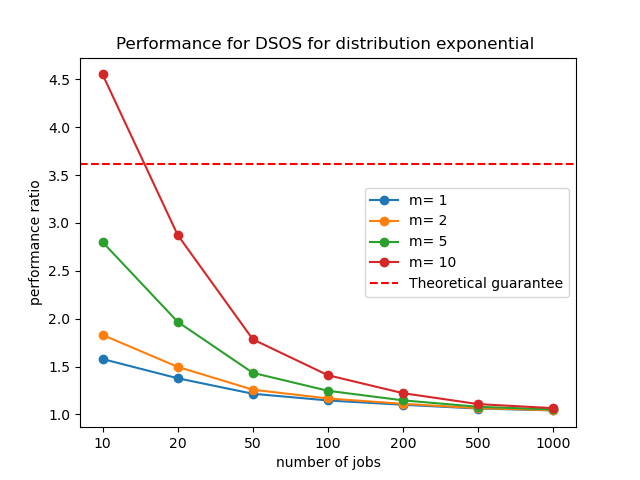 Performance for DSOS for distribution exponential
performance ratio
4.5
4.0
3.5
3.0
2.5
2.0
1.5
1.0
m= 1
m= 2
m= 5
m= 10
Theoretical guarantee
10 20 50 100 200 500 1000
number of jobs